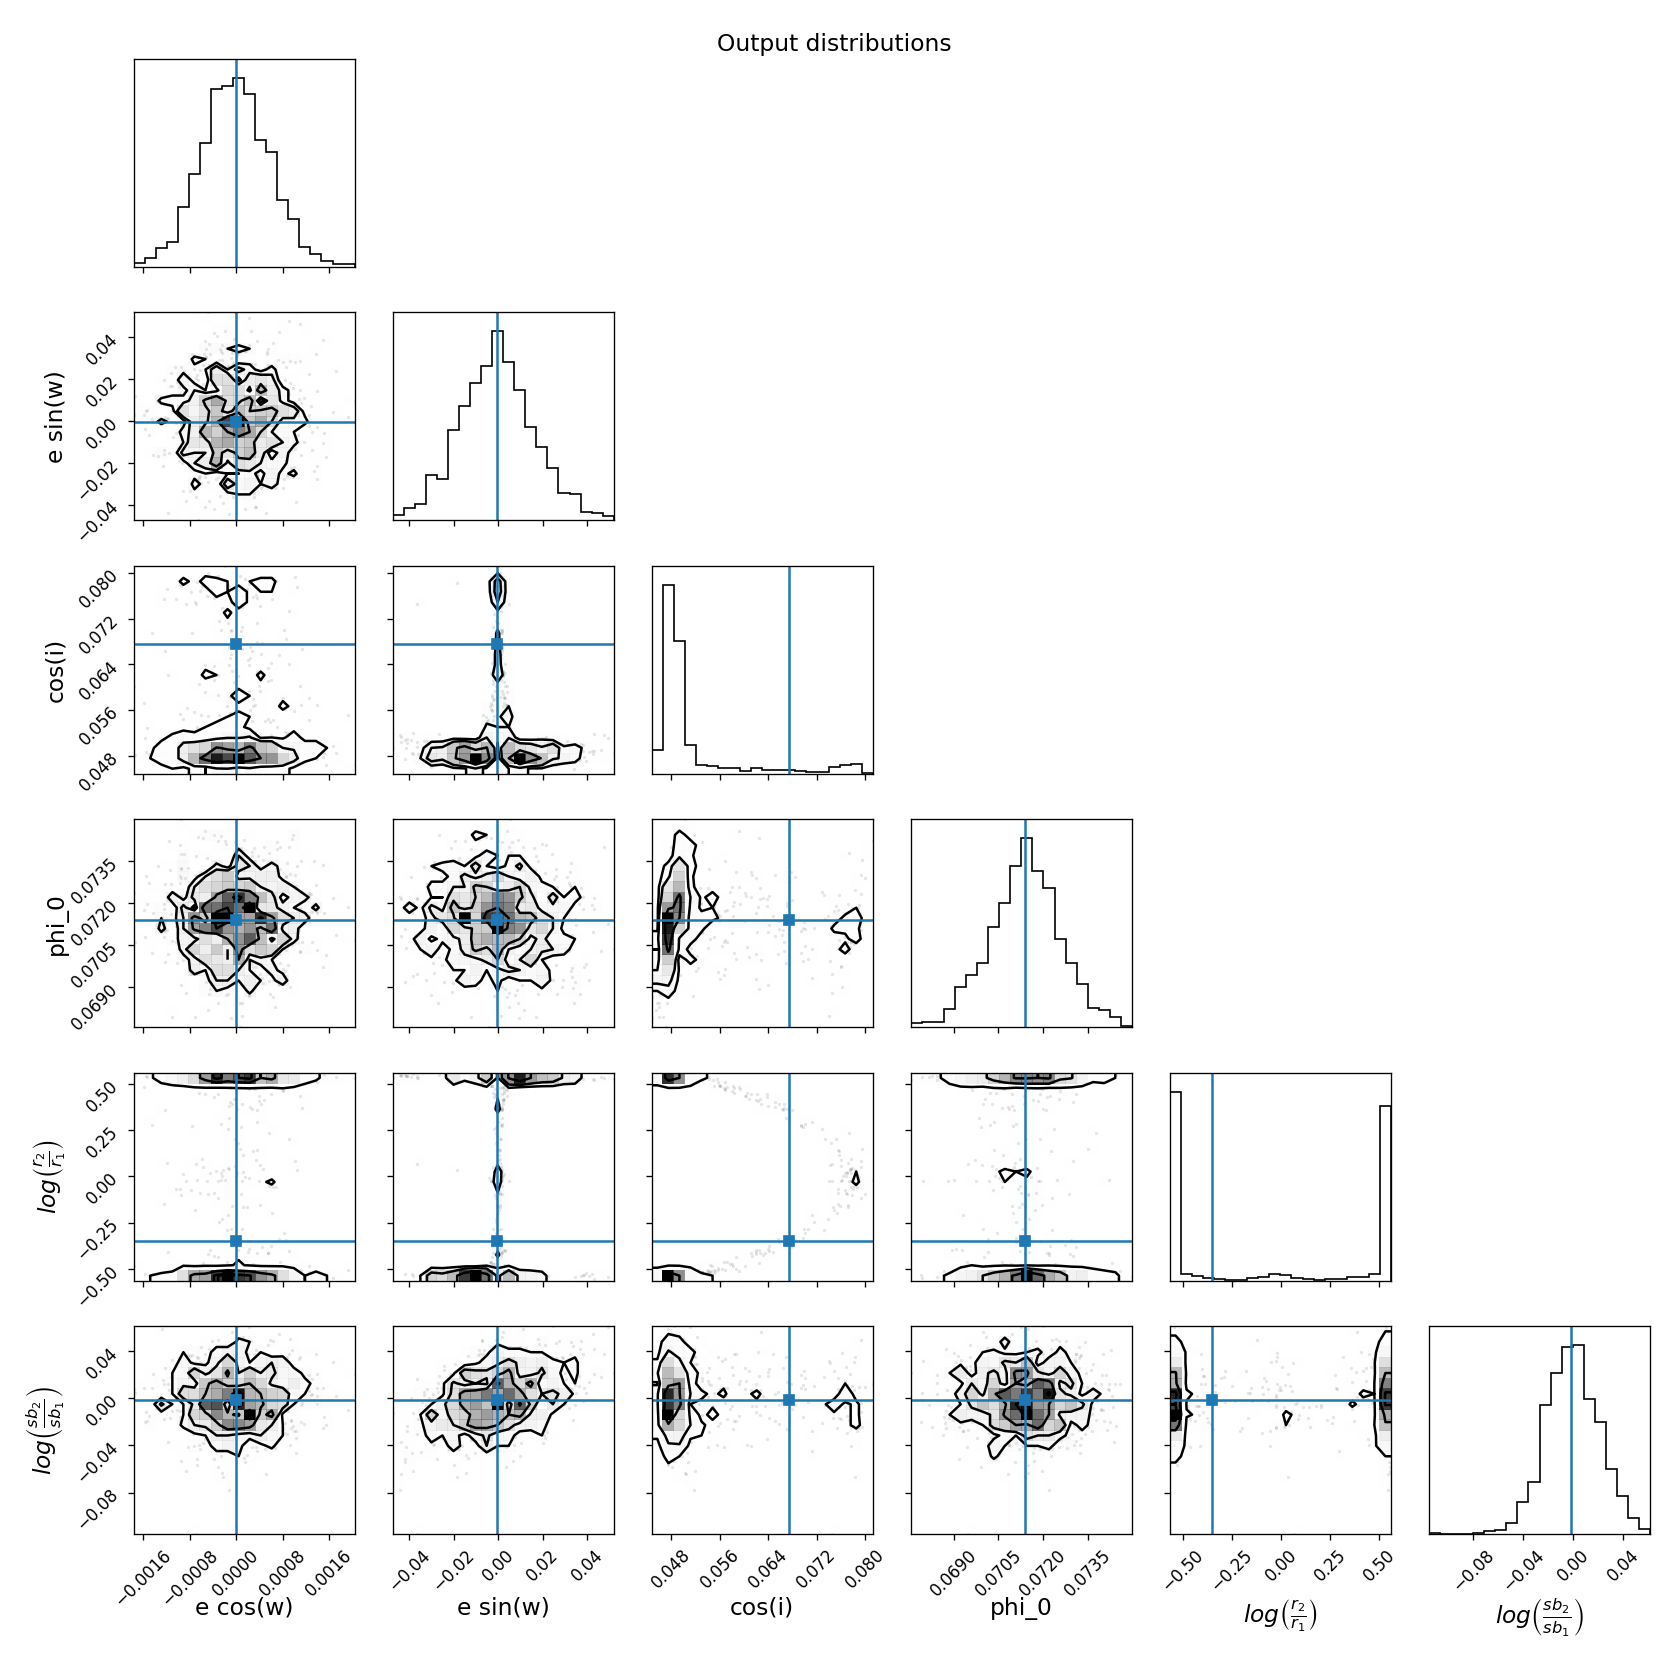 Output distributions
e sin(w)
0.04
0.02
0.00
−0.02
−0.04
cos(i)
0.080
0.072
0.064
0.056
0.048
phi_0
0.0735
0.0720
0.0705
0.0690
log(r₂/r₁)
0.50
0.25
0.00
−0.25
−0.50
log(sb₂/sb₁)
0.04
0.00
−0.04
−0.08
−0.0016 −0.0008 0.0000 0.0008 0.0016 −0.04 −0.02 0.00 0.02 0.04 0.048 0.056 0.064 0.072 0.080 0.0690 0.0705 0.0720 0.0735 −0.50 −0.25 0.00 0.25 0.50 −0.08 −0.04 0.00 0.04
e cos(w) e sin(w) cos(i) phi_0 log(r₂/r₁) log(sb₂/sb₁)